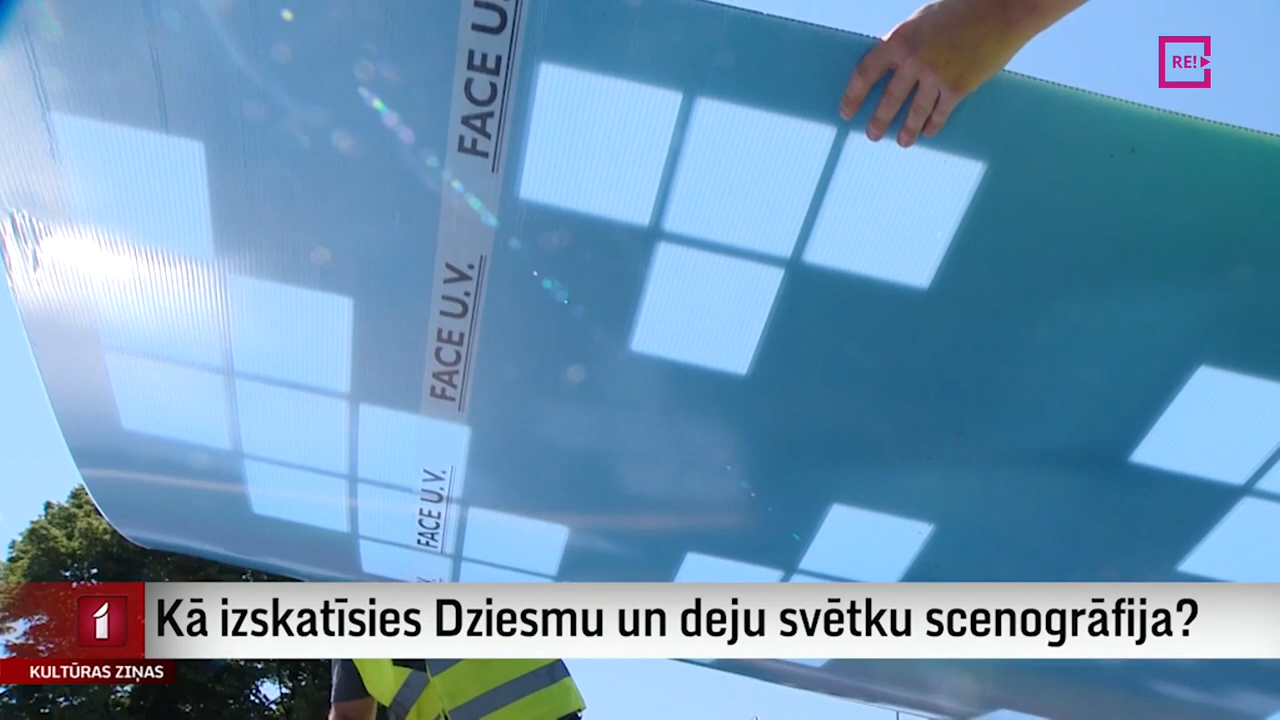 RE!
FACE U.
FACE U.V.
FACE U.V.
1
Kā izskatīsies Dziesmu un deju svētku scenogrāfija?
KULTŪRAS ZIŅAS